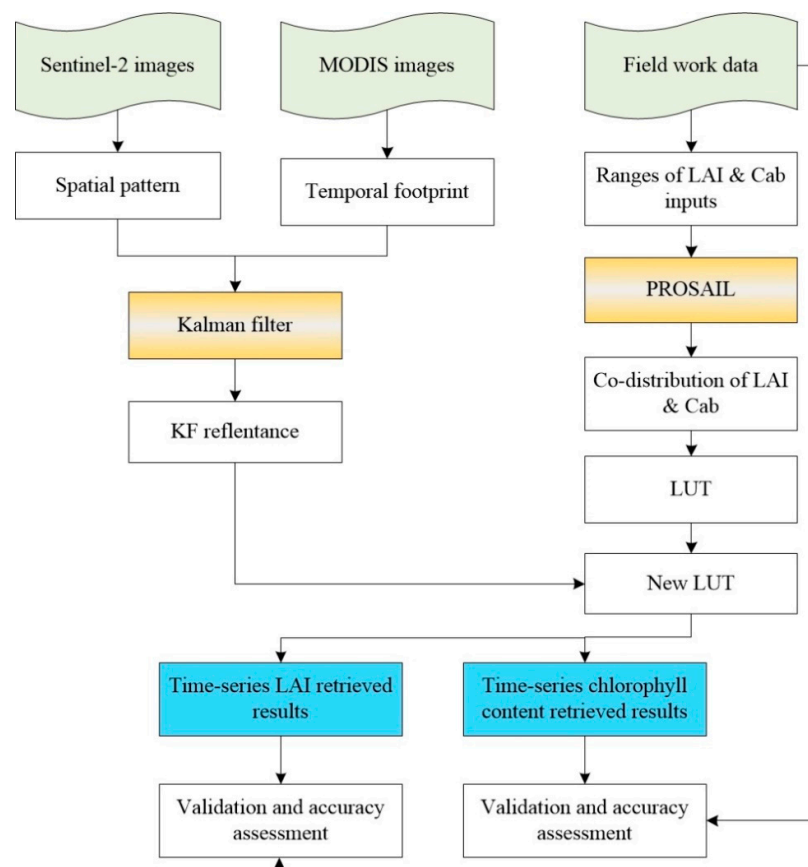 Sentinel-2 images
MODIS images
Field work data
Spatial pattern
Temporal footprint
Ranges of LAI & Cab
inputs
Kalman filter
PROSAIL
KF reflentance
Co-distribution of LAI
& Cab
LUT
New LUT
Time-series LAI retrieved
results
Time-series chlorophyll
content retrieved results
Validation and accuracy
assessment
Validation and accuracy
assessment